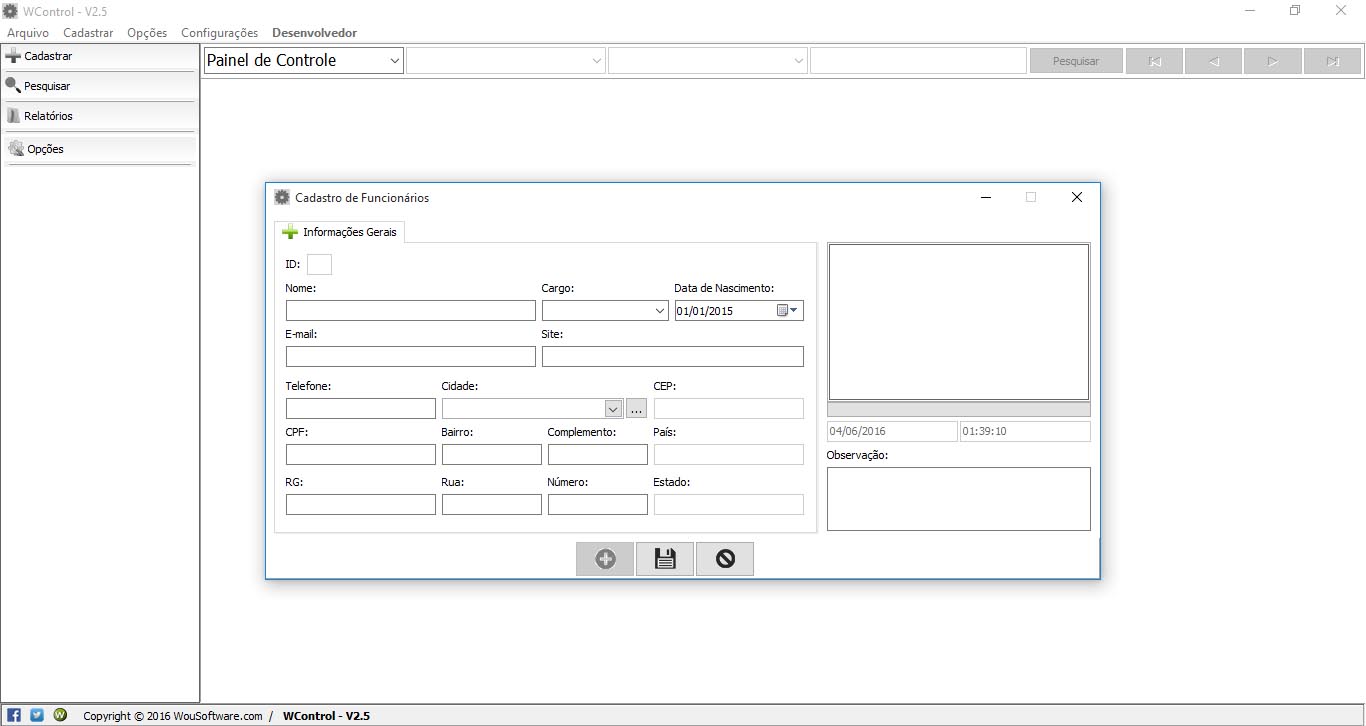 WControl - V2.5
Arquivo Cadastrar Opções Configurações Desenvolvedor
Cadastrar
Pesquisar
Relatórios
Opções
Painel de Controle
Pesquisar
Cadastro de Funcionários
Informações Gerais
ID:
Nome: Cargo: Data de Nascimento:
01/01/2015
E-mail: Site:
Telefone: Cidade: CEP:
...
CPF: Bairro: Complemento: País:
RG: Rua: Número: Estado:
04/06/2016 01:39:10
Observação:
Copyright © 2016 WouSoftware.com / WControl - V2.5